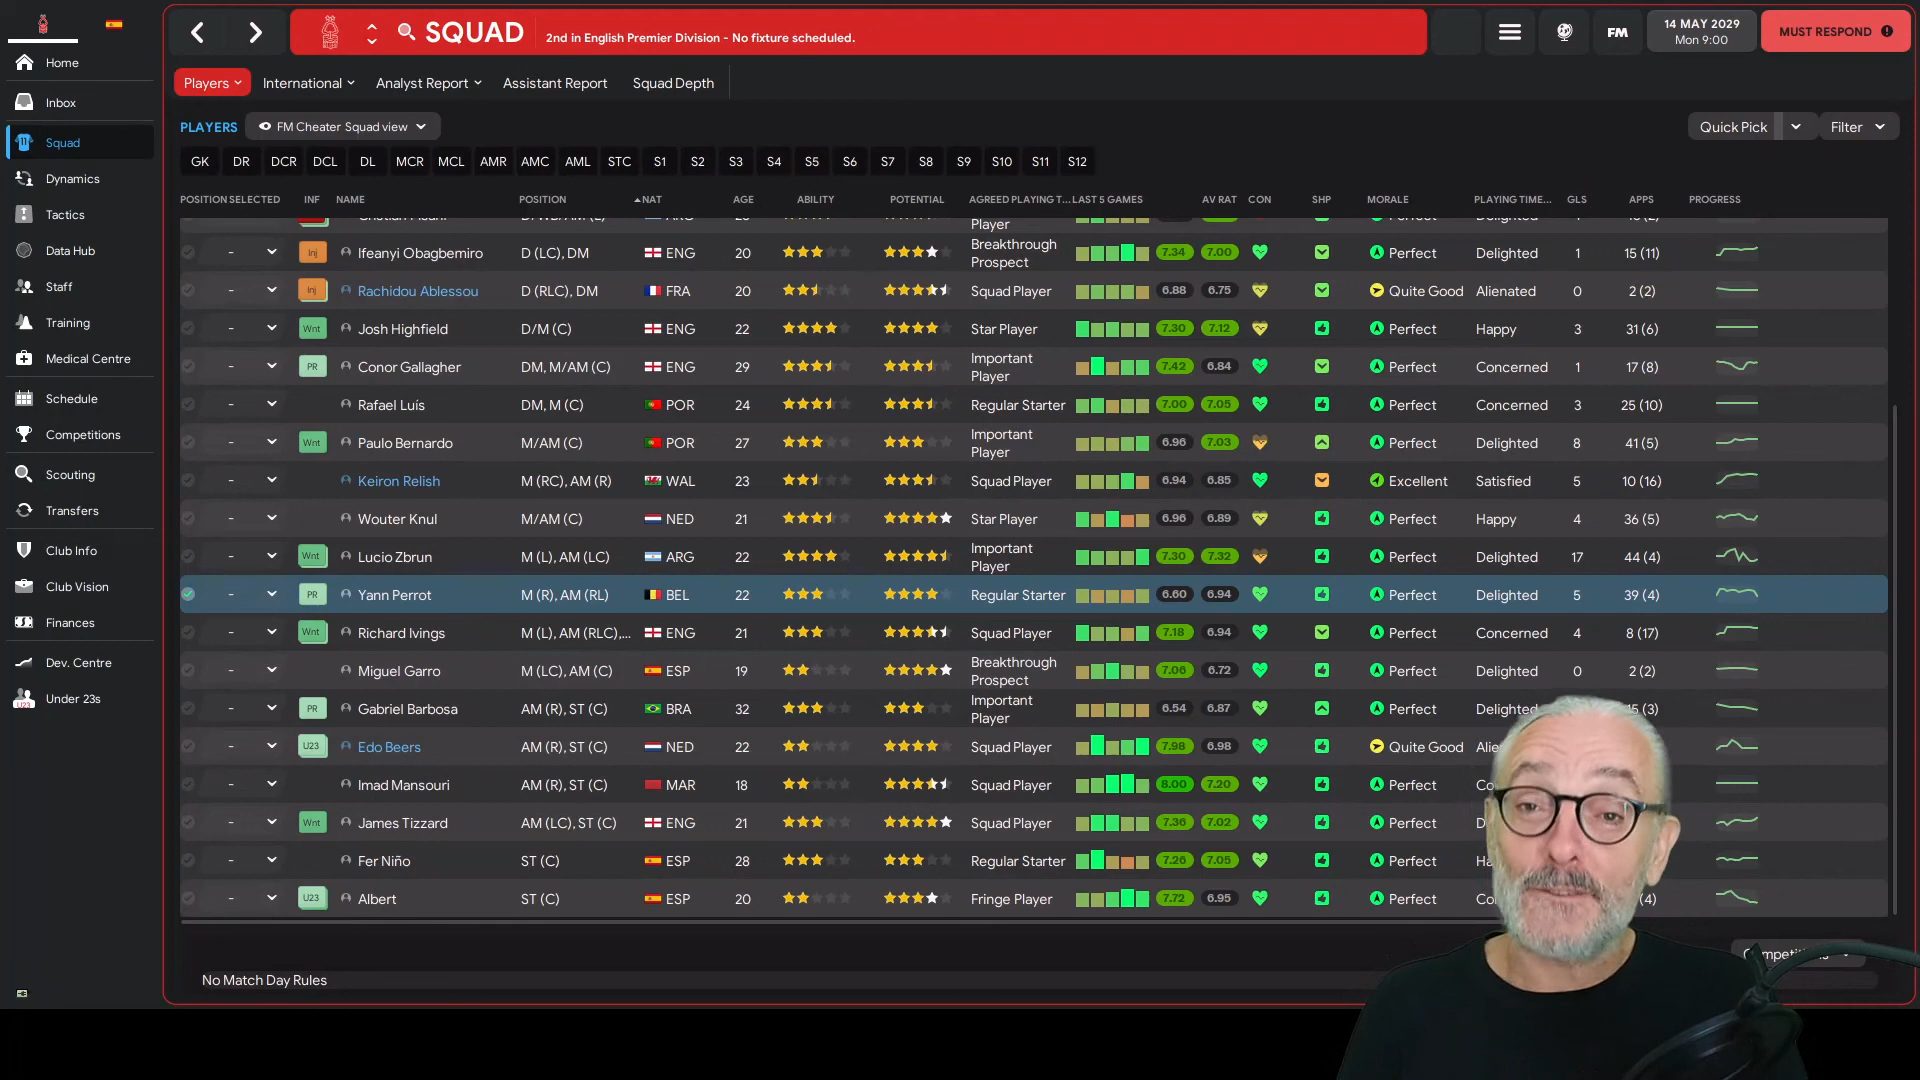 SQUAD
2nd in English Premier Division - No fixture scheduled.
FM
14 MAY 2029
Mon 9:00
MUST RESPOND
Home
Inbox
Squad
Dynamics
Tactics
Data Hub
Staff
Training
Medical Centre
Schedule
Competitions
Scouting
Transfers
Club Info
Club Vision
Finances
Dev. Centre
Under 23s
Players International Analyst Report Assistant Report Squad Depth
PLAYERS FM Cheater Squad view Quick Pick Filter
GK DR DCR DCL DL MCR MCL AMR AMC AML STC S1 S2 S3 S4 S5 S6 S7 S8 S9 S10 S11 S12
POSITION SELECTED INF NAME POSITION NAT AGE ABILITY POTENTIAL AGREED PLAYING T... LAST 5 GAMES AV RAT CON SHP MORALE PLAYING TIME... GLS APPS PROGRESS
Player
- Inj Ifeanyi Obagbemiro D (LC), DM ENG 20 Breakthrough Prospect 7.34 7.00 Perfect Delighted 1 15 (11)
- Inj Rachidou Ablessou D (RLC), DM FRA 20 Squad Player 6.88 6.75 Quite Good Alienated 0 2 (2)
- Wnt Josh Highfield D/M (C) ENG 22 Star Player 7.30 7.12 Perfect Happy 3 31 (6)
- PR Conor Gallagher DM, M/AM (C) ENG 29 Important Player 7.42 6.84 Perfect Concerned 1 17 (8)
- Rafael Luís DM, M (C) POR 24 Regular Starter 7.00 7.05 Perfect Concerned 3 25 (10)
- Wnt Paulo Bernardo M/AM (C) POR 27 Important Player 6.96 7.03 Perfect Delighted 8 41 (5)
- Keiron Relish M (RC), AM (R) WAL 23 Squad Player 6.94 6.85 Excellent Satisfied 5 10 (16)
- Wouter Knul M/AM (C) NED 21 Star Player 6.96 6.89 Perfect Happy 4 36 (5)
- Wnt Lucio Zbrun M (L), AM (LC) ARG 22 Important Player 7.30 7.32 Perfect Delighted 17 44 (4)
- PR Yann Perrot M (R), AM (RL) BEL 22 Regular Starter 6.60 6.94 Perfect Delighted 5 39 (4)
- Wnt Richard Ivings M (L), AM (RLC),... ENG 21 Squad Player 7.18 6.94 Perfect Concerned 4 8 (17)
- Miguel Garro M (LC), AM (C) ESP 19 Breakthrough Prospect 7.06 6.72 Perfect Delighted 0 2 (2)
- PR Gabriel Barbosa AM (R), ST (C) BRA 32 Important Player 6.54 6.87 Perfect Delighted (3)
- U23 Edo Beers AM (R), ST (C) NED 22 Squad Player 7.98 6.98 Quite Good
- Imad Mansouri AM (R), ST (C) MAR 18 Squad Player 8.00 7.20 Perfect
- Wnt James Tizzard AM (LC), ST (C) ENG 21 Squad Player 7.36 7.02 Perfect
- Fer Niño ST (C) ESP 28 Regular Starter 7.26 7.05 Perfect
- U23 Albert ST (C) ESP 20 Fringe Player 7.72 6.95 Perfect (4)
No Match Day Rules